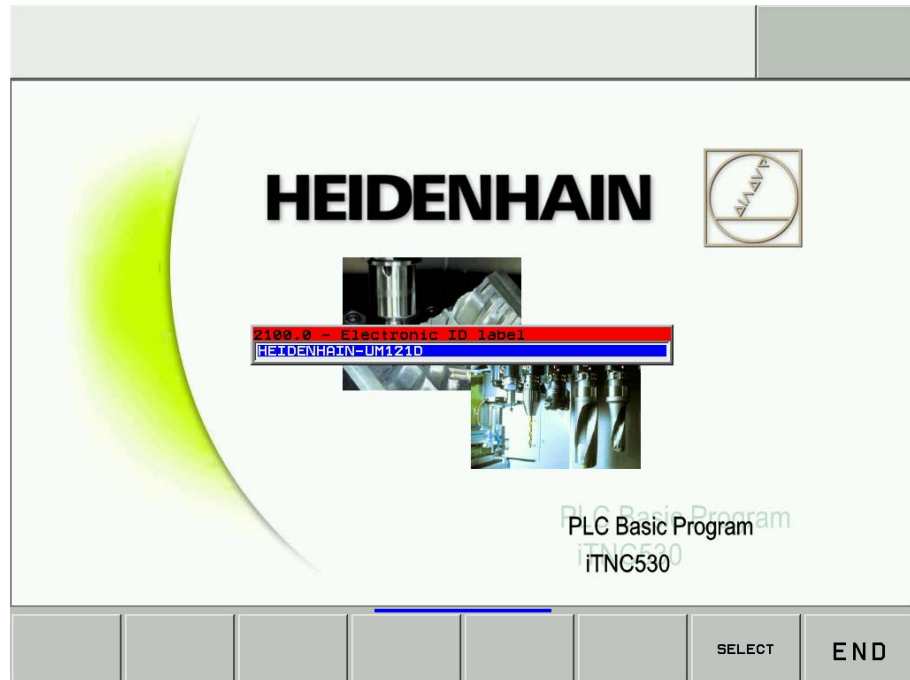 HEIDENHAIN
2100.0 - Electronic ID label
HEIDENHAIN-UM121D
PLC Basic Program
iTNC530
SELECT
END